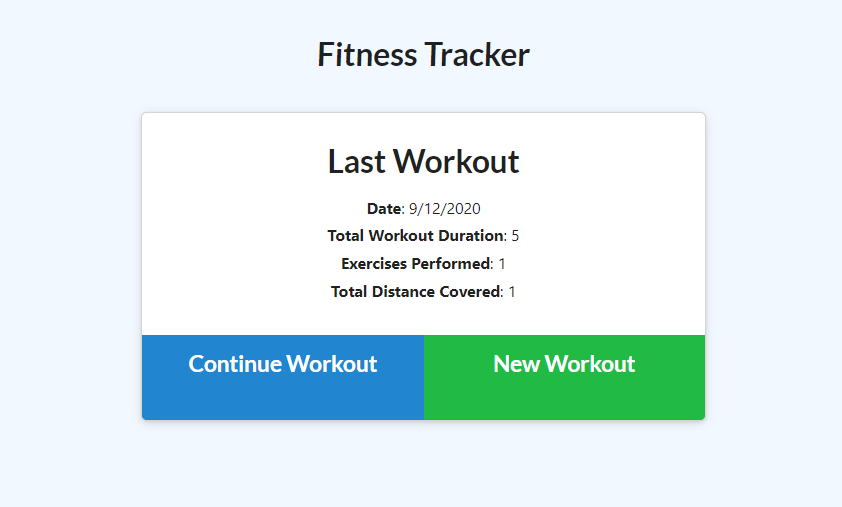 Fitness Tracker
Last Workout
Date: 9/12/2020
Total Workout Duration: 5
Exercises Performed: 1
Total Distance Covered: 1
Continue Workout
New Workout